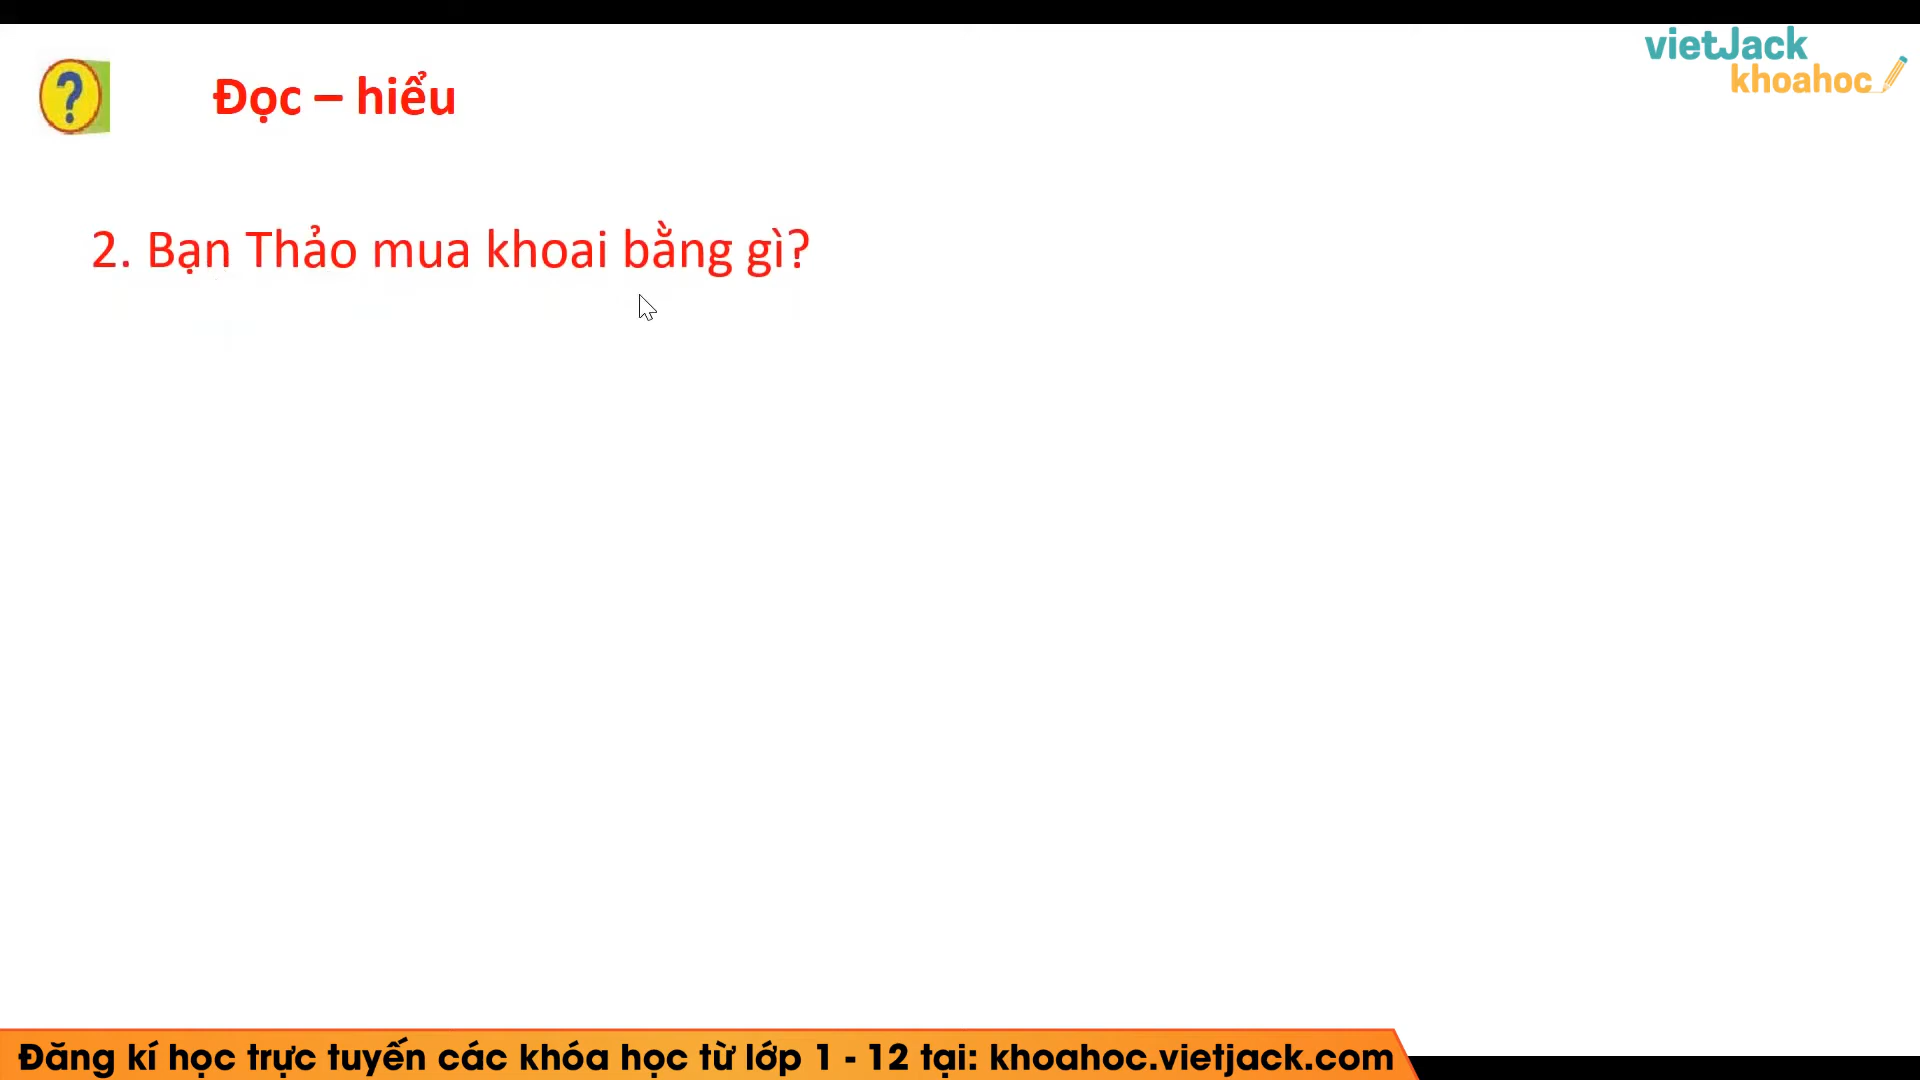 vietJack
khoahoc
?
Đọc – hiểu
2. Bạn Thảo mua khoai bằng gì?
Đăng kí học trực tuyến các khóa học từ lớp 1 - 12 tại: khoahoc.vietjack.com